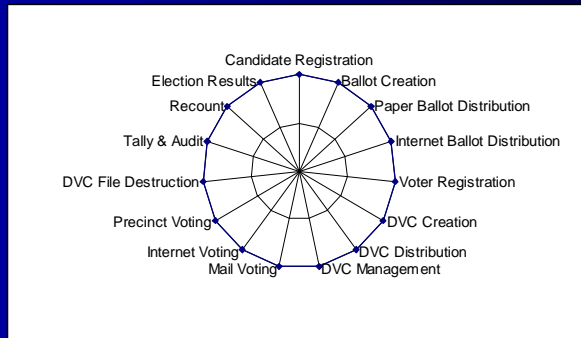 Candidate Registration
Election Results
Ballot Creation
Recount
Paper Ballot Distribution
Tally & Audit
Internet Ballot Distribution
DVC File Destruction
Voter Registration
Precinct Voting
DVC Creation
Internet Voting
DVC Distribution
Mail Voting
DVC Management